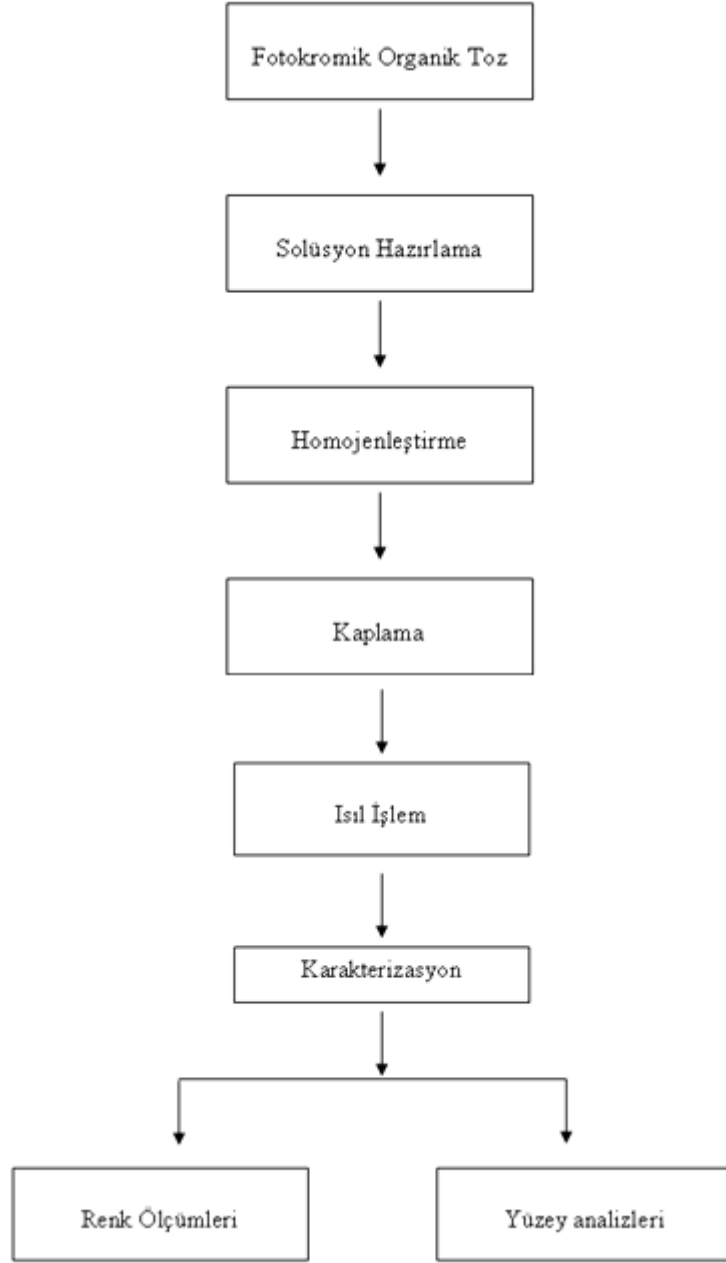 Fotokromik Organik Toz
Solüsyon Hazırlama
Homojenleştirme
Kaplama
Isıl İşlem
Karakterizasyon
Renk Ölçümleri
Yüzey analizleri